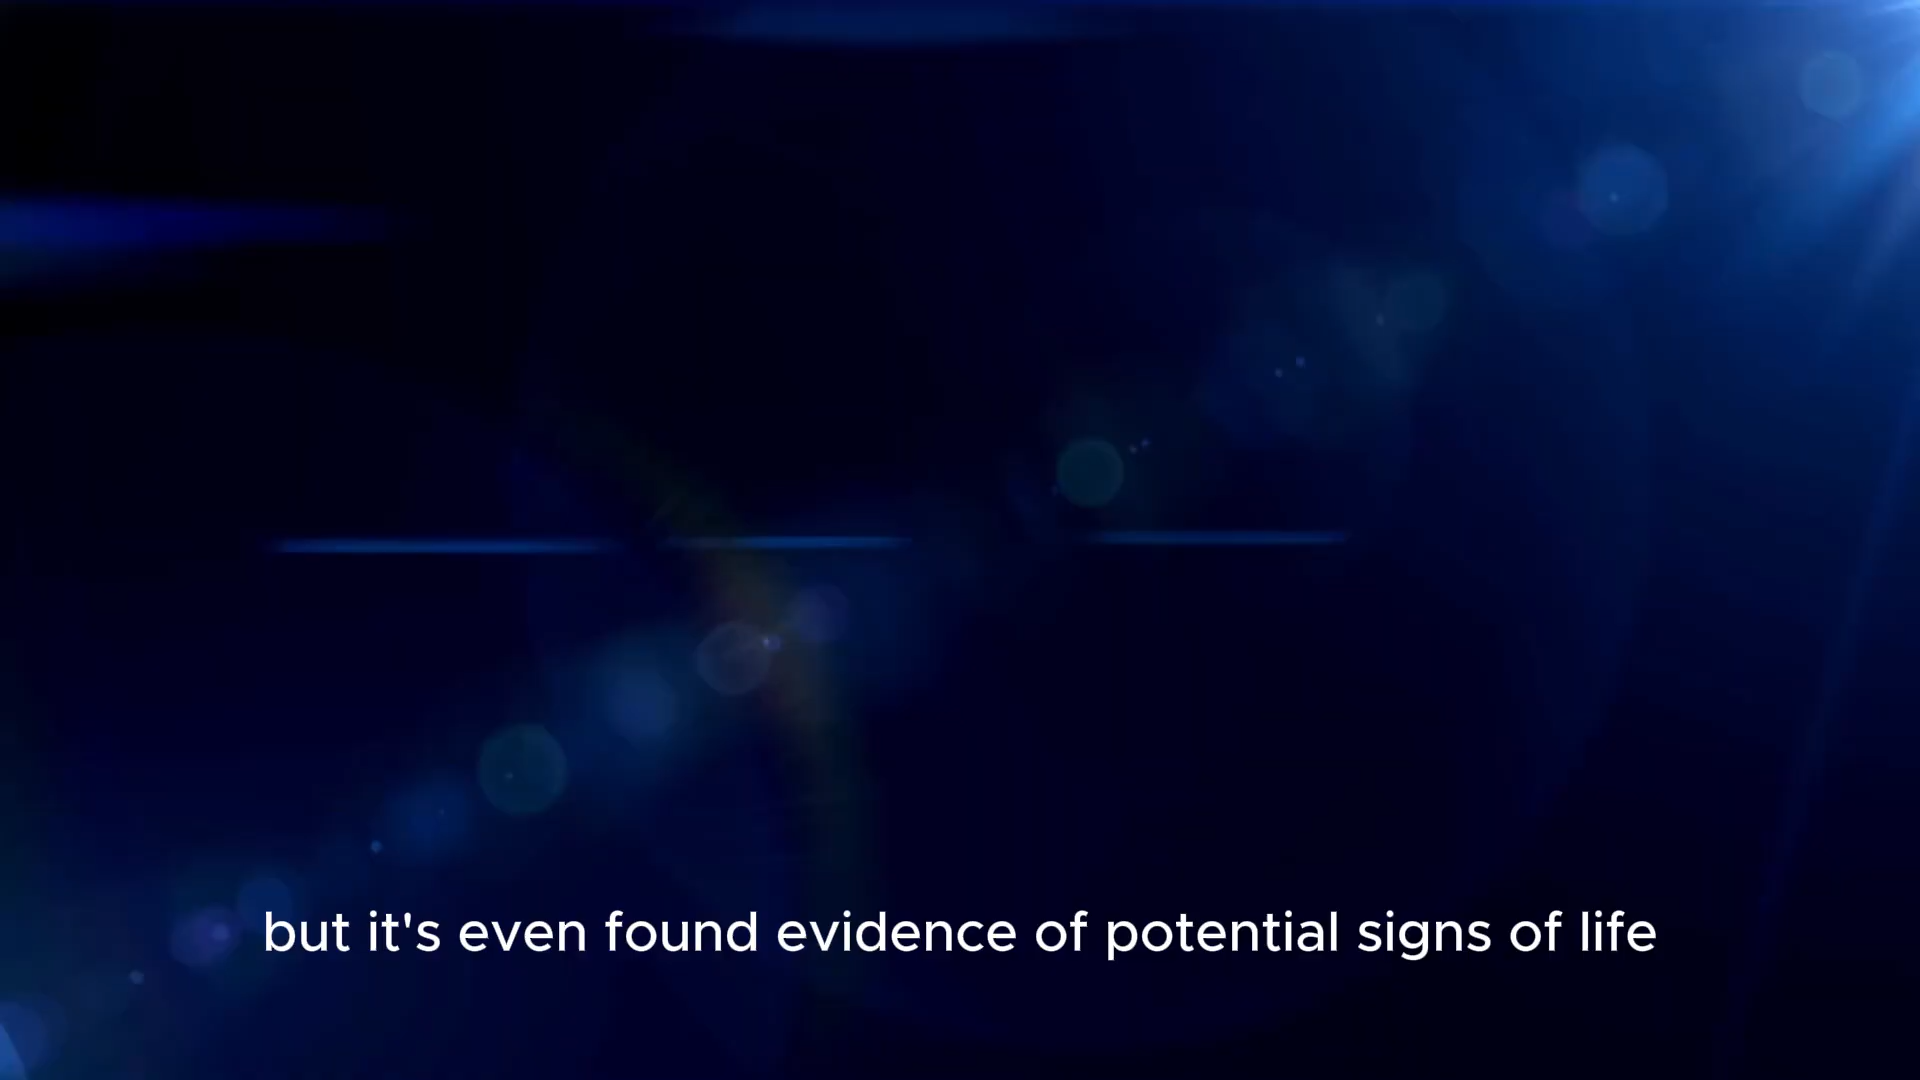 but it's even found evidence of potential signs of life